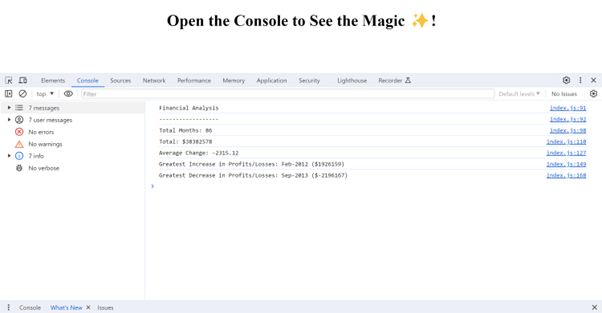 Open the Console to See the Magic ✨!
Elements Console Sources Network Performance Memory Application Security Lighthouse Recorder
top Filter Default levels No Issues
7 messages
7 user messages
No errors
No warnings
7 info
No verbose
Financial Analysis index.js:91
------------------ index.js:92
Total Months: 86 index.js:98
Total: $38382578 index.js:110
Average Change: -2315.12 index.js:127
Greatest Increase in Profits/Losses: Feb-2012 ($1926159) index.js:149
Greatest Decrease in Profits/Losses: Sep-2013 ($-2196167) index.js:168
Console What's New Issues